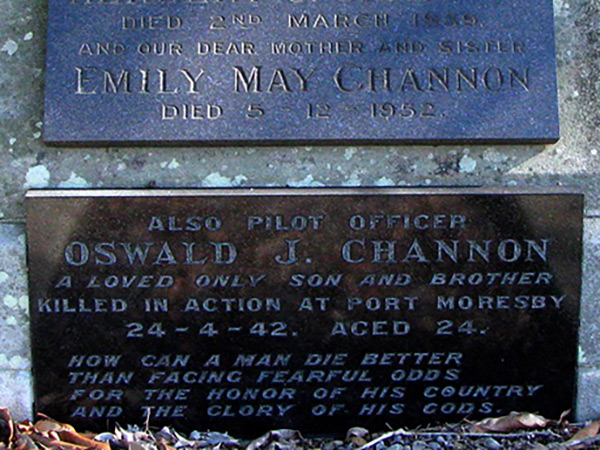 DIED 2ND MARCH 1939.
AND OUR DEAR MOTHER AND SISTER
EMILY MAY CHANNON
DIED 5-12-1952.
ALSO PILOT OFFICER
OSWALD J. CHANNON
A LOVED ONLY SON AND BROTHER
KILLED IN ACTION AT PORT MORESBY
24-4-42. AGED 24.
HOW CAN A MAN DIE BETTER
THAN FACING FEARFUL ODDS
FOR THE HONOR OF HIS COUNTRY
AND THE GLORY OF HIS GODS.